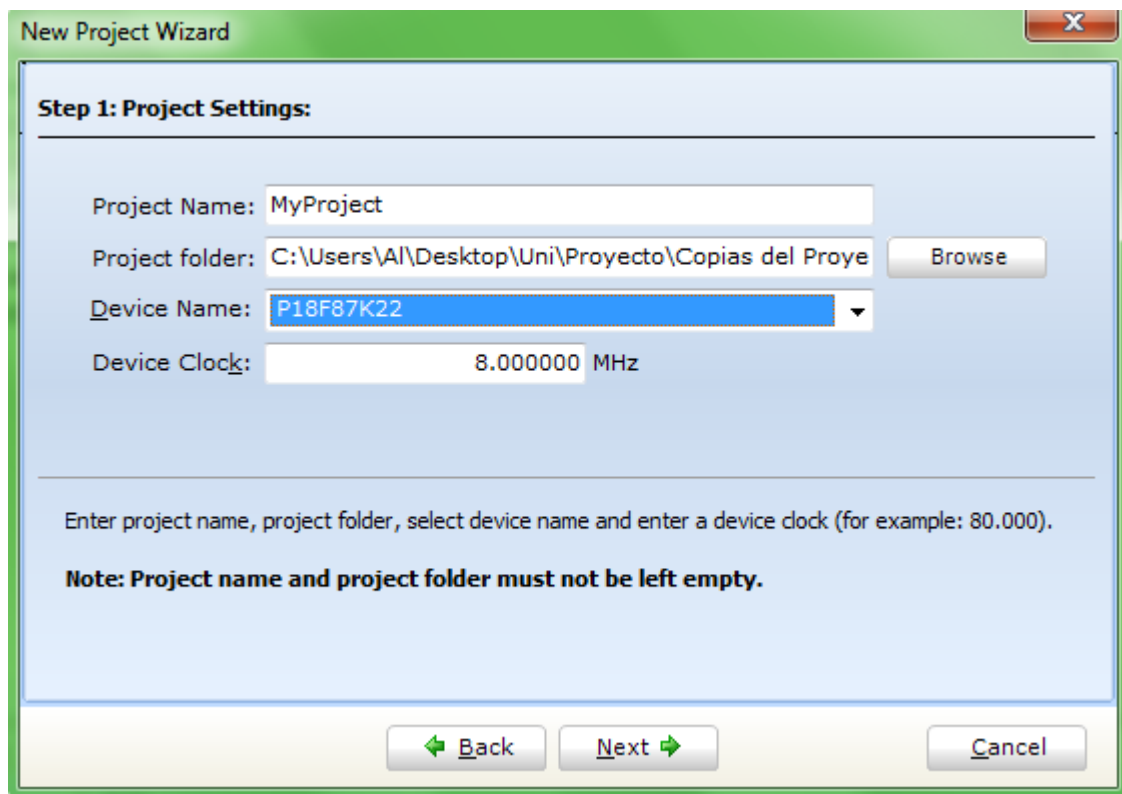 New Project Wizard
Step 1: Project Settings:
Project Name: MyProject
Project folder: C:\Users\Al\Desktop\Uni\Proyecto\Copias del Proye Browse
Device Name: P18F87K22
Device Clock: 8.000000 MHz
Enter project name, project folder, select device name and enter a device clock (for example: 80.000).
Note: Project name and project folder must not be left empty.
Back Next Cancel